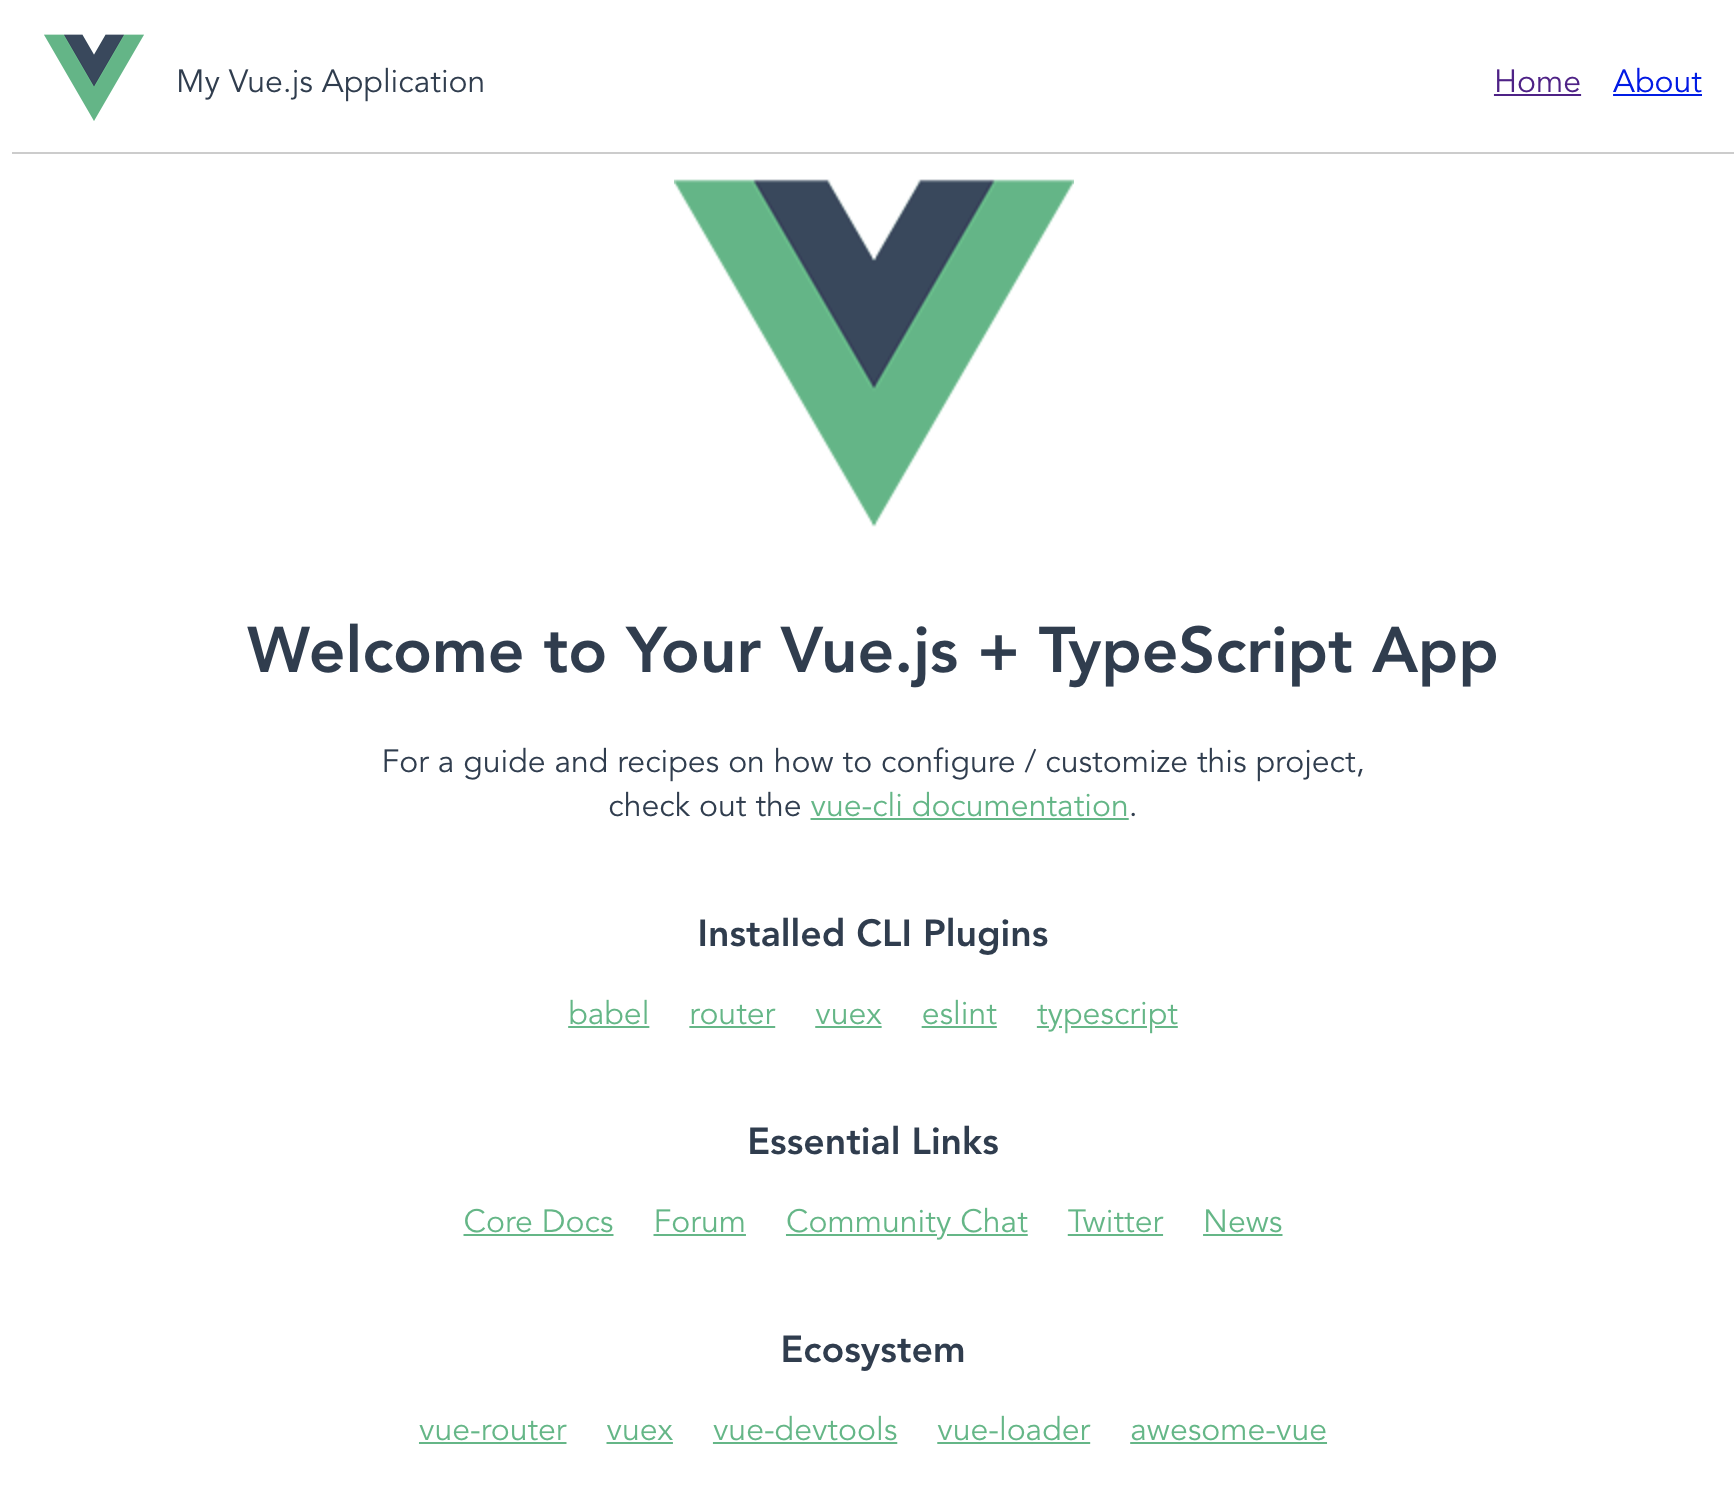 My Vue.js Application
Home About
Welcome to Your Vue.js + TypeScript App
For a guide and recipes on how to configure / customize this project,
check out the vue-cli documentation.
Installed CLI Plugins
babel router vuex eslint typescript
Essential Links
Core Docs Forum Community Chat Twitter News
Ecosystem
vue-router vuex vue-devtools vue-loader awesome-vue